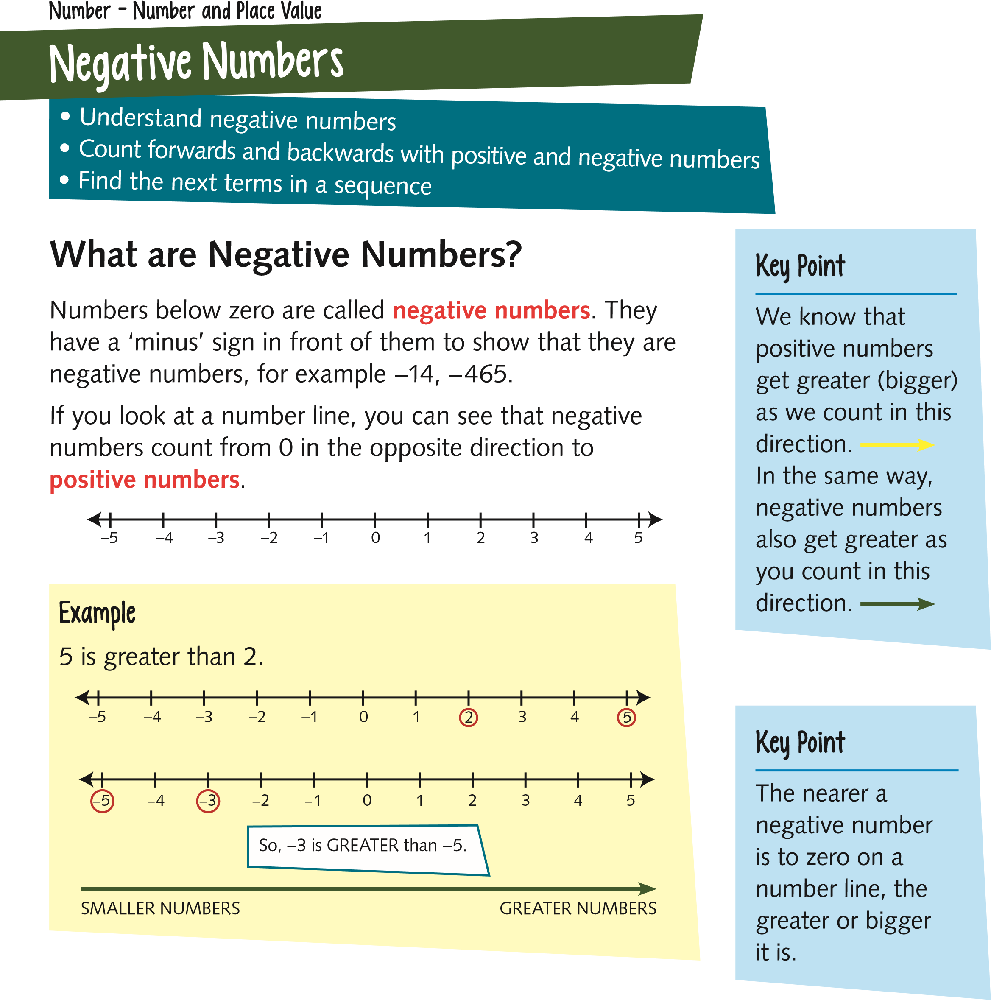 Number – Number and Place Value
Negative Numbers
• Understand negative numbers
• Count forwards and backwards with positive and negative numbers
• Find the next terms in a sequence
What are Negative Numbers?
Numbers below zero are called negative numbers. They
have a ‘minus’ sign in front of them to show that they are
negative numbers, for example –14, –465.
If you look at a number line, you can see that negative
numbers count from 0 in the opposite direction to
positive numbers.
–5 –4 –3 –2 –1 0 1 2 3 4 5
Example
5 is greater than 2.
–5 –4 –3 –2 –1 0 1 2 3 4 5
–5 –4 –3 –2 –1 0 1 2 3 4 5
So, –3 is GREATER than –5.
SMALLER NUMBERS GREATER NUMBERS
Key Point
We know that
positive numbers
get greater (bigger)
as we count in this
direction.
In the same way,
negative numbers
also get greater as
you count in this
direction.
Key Point
The nearer a
negative number
is to zero on a
number line, the
greater or bigger
it is.